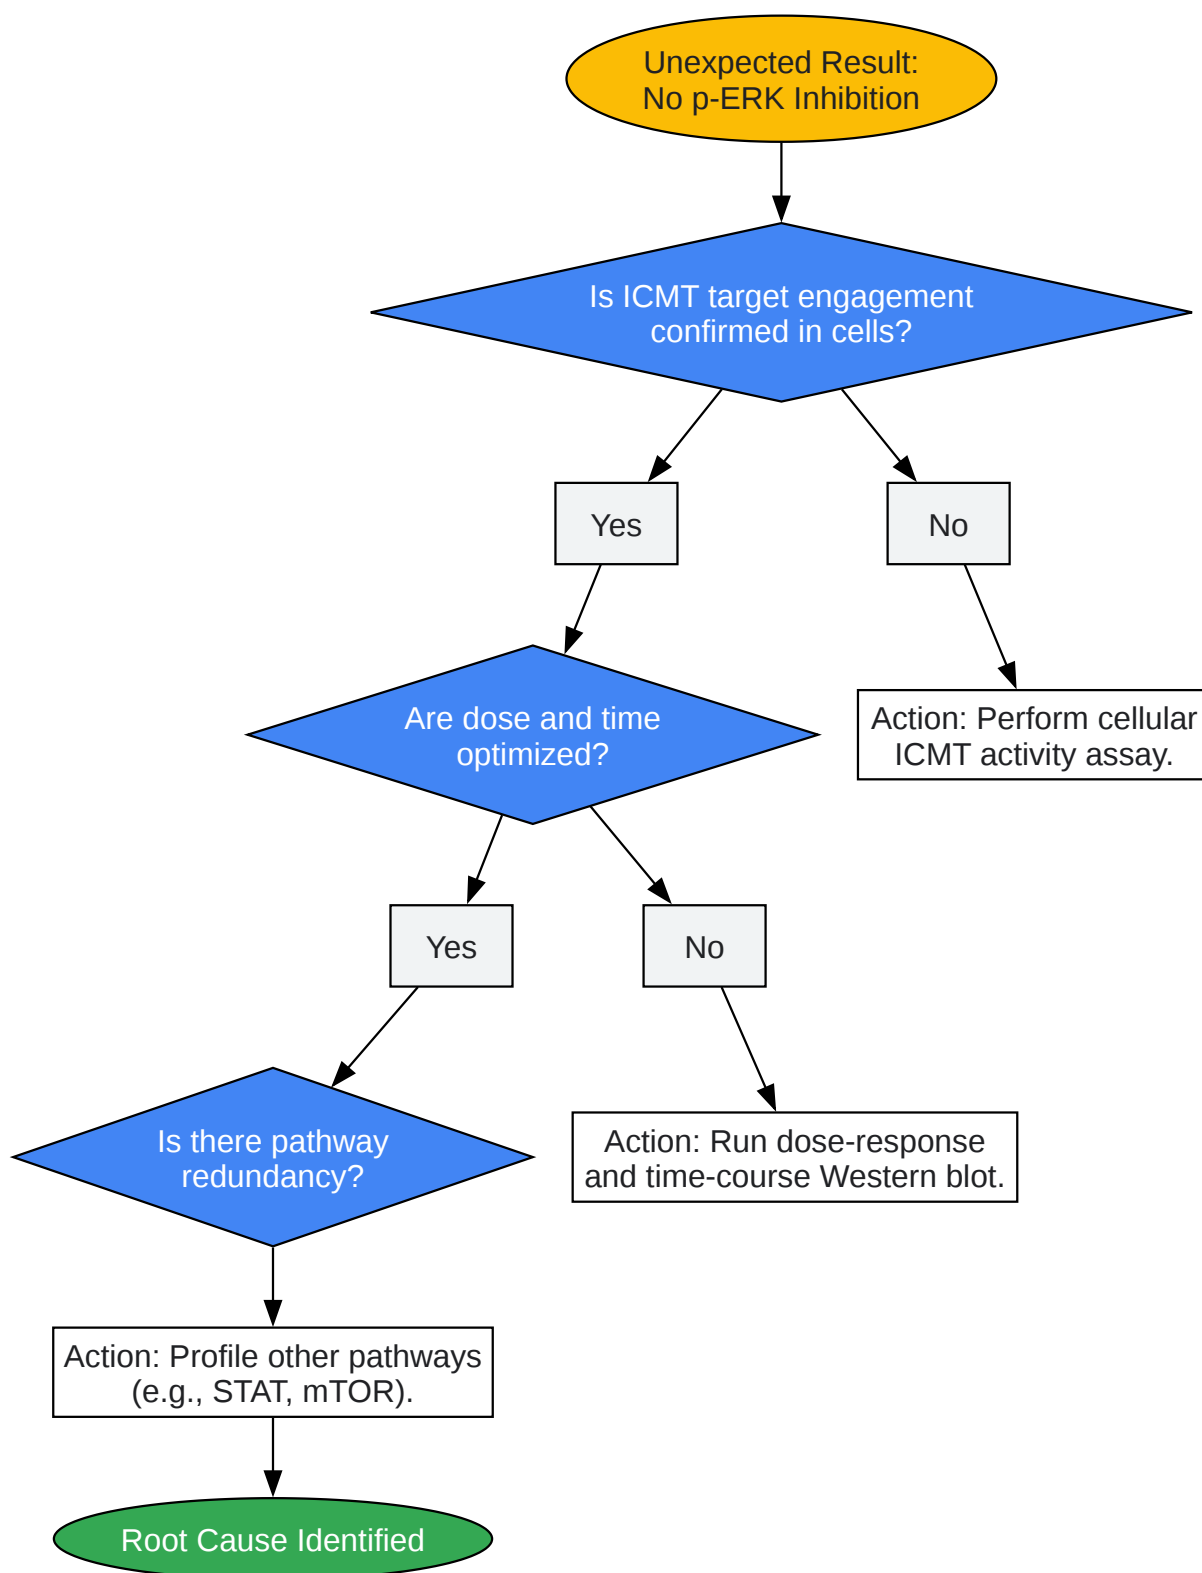 Unexpected Result:
No p-ERK Inhibition
Is ICMT target engagement
confirmed in cells?
Yes
No
Are dose and time
optimized?
Action: Perform cellular
ICMT activity assay.
Yes
No
Is there pathway
redundancy?
Action: Run dose-response
and time-course Western blot.
Action: Profile other pathways
(e.g., STAT, mTOR).
Root Cause Identified